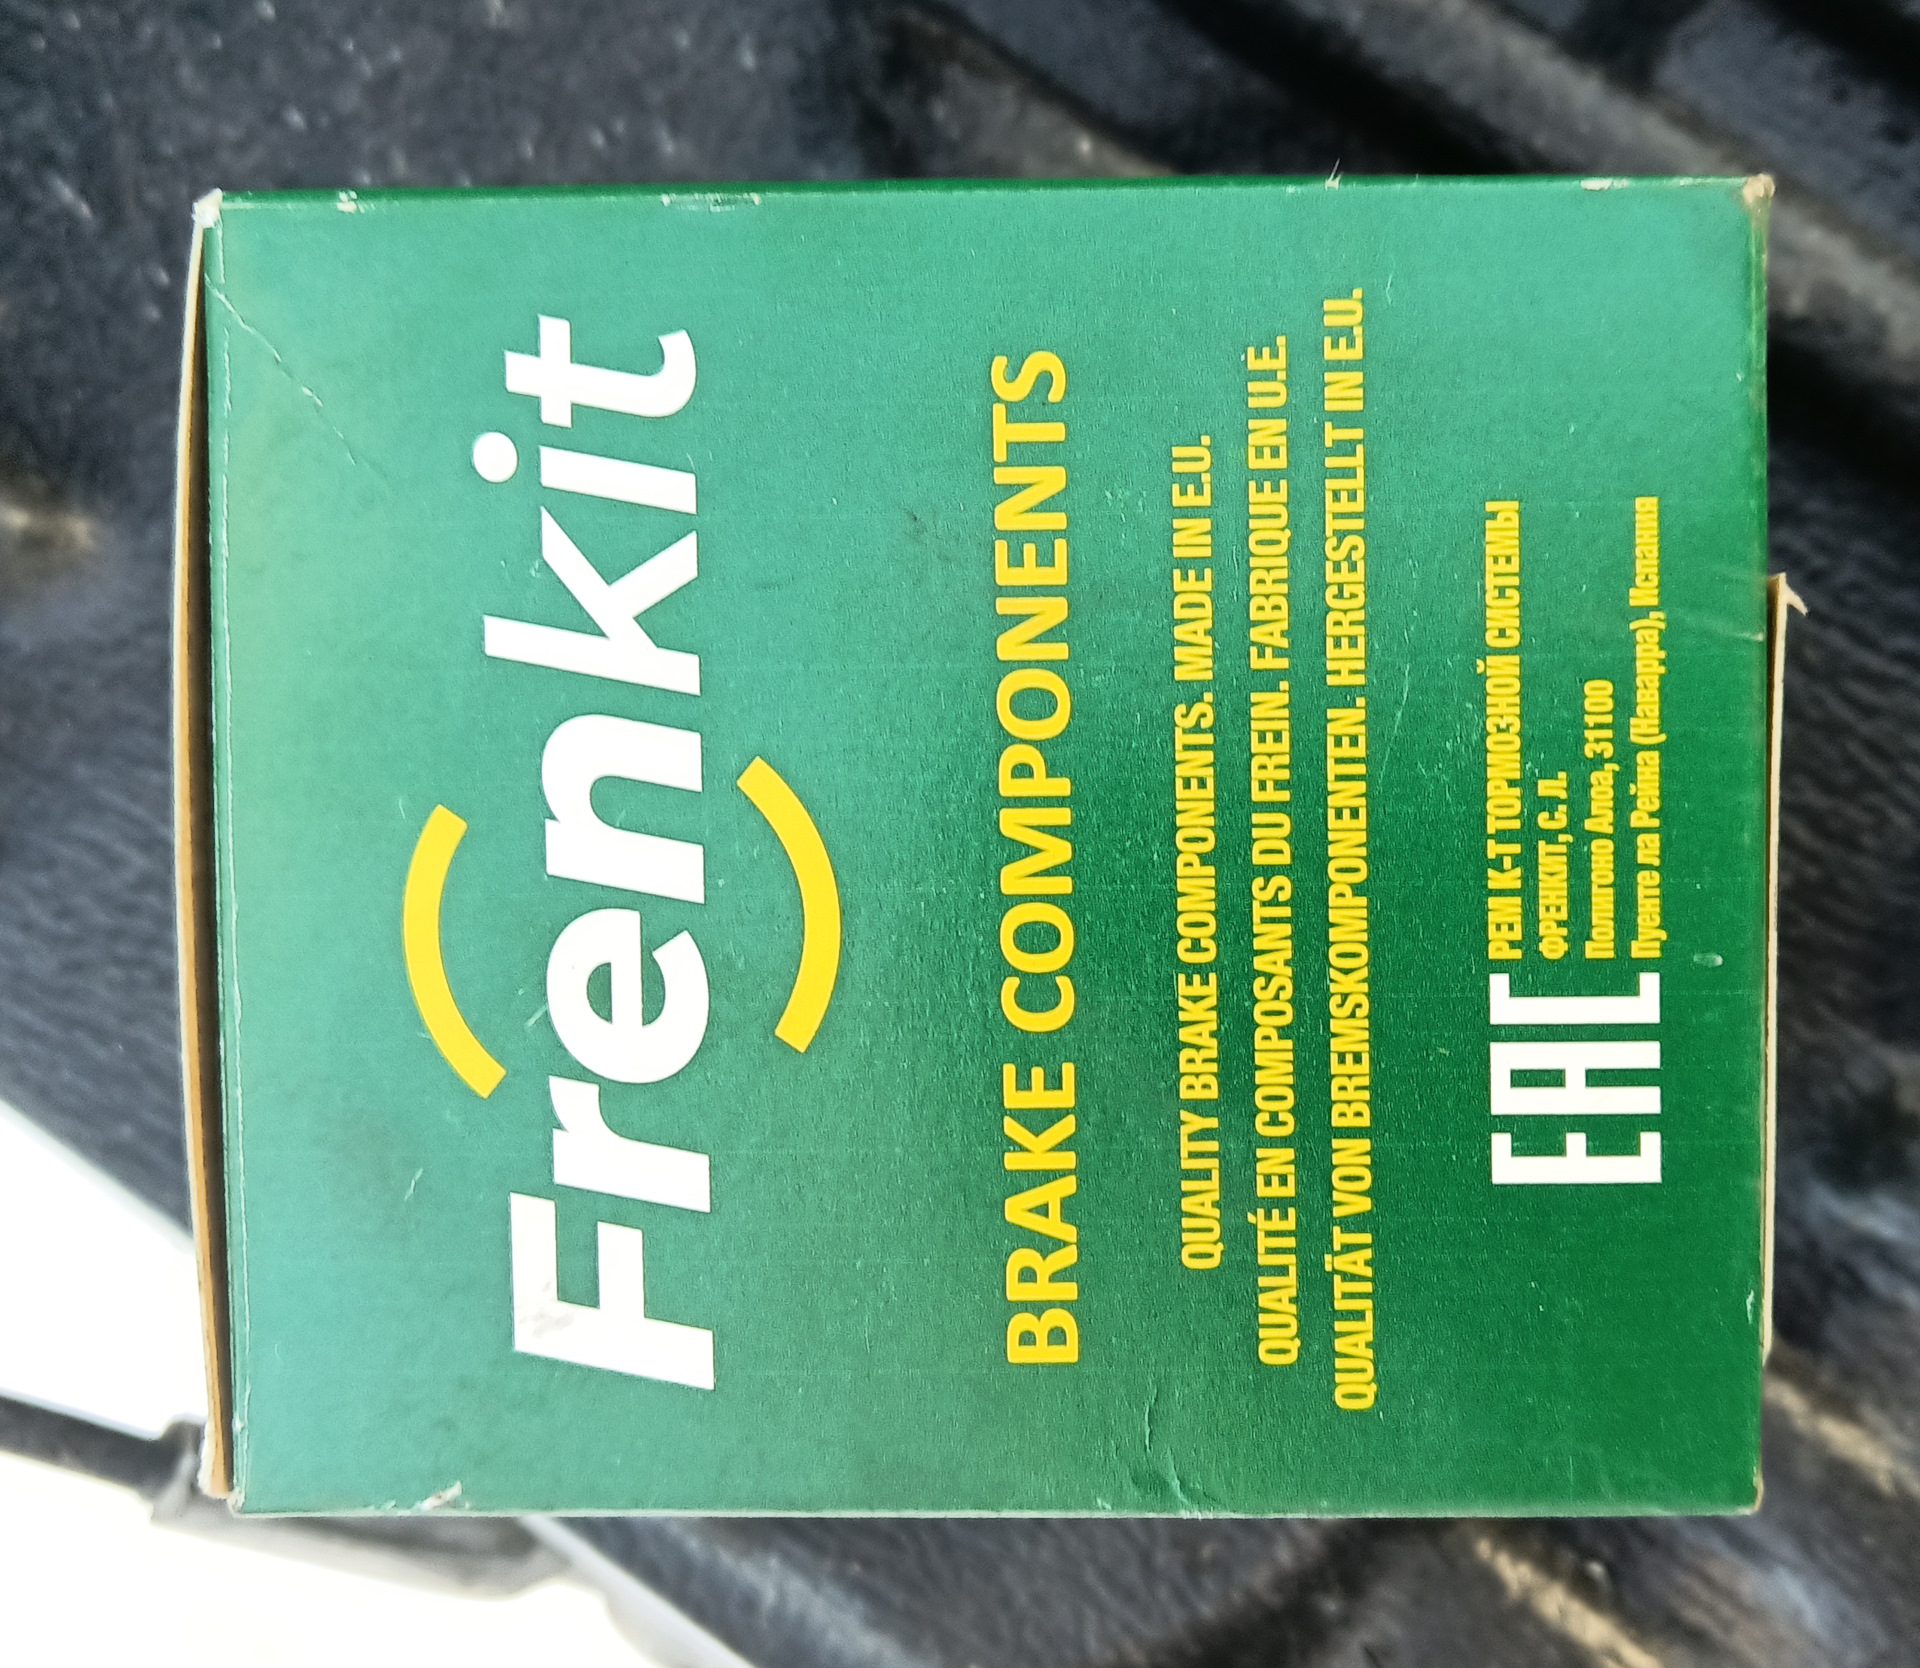 Frenkit
BRAKE COMPONENTS
QUALITY BRAKE COMPONENTS. MADE IN E.U.
QUALITÉ EN COMPOSANTS DU FREIN. FABRIQUE EN U.E.
QUALITÄT VON BREMSKOMPONENTEN. HERGESTELLT IN E.U.
EAC
РЕМ К-Т ТОРМОЗНОЙ СИСТЕМЫ
ФРЕНКИТ, С. Л.
Полигоно Алоа, 31100
Пуенте ла Рейна (Наварра), Испания